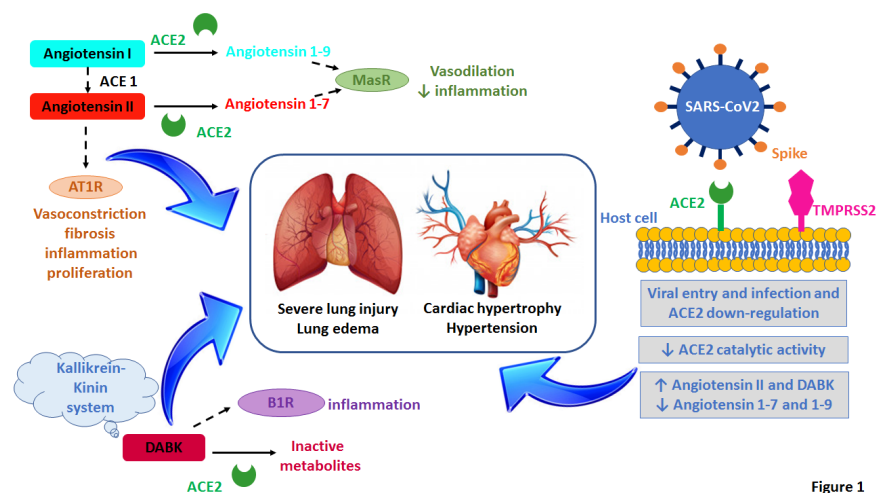 ACE2
Angiotensin I
Angiotensin 1-9
ACE 1
MasR
Vasodilation
↓ inflammation
Angiotensin II
Angiotensin 1-7
ACE2
AT1R
Vasoconstriction
fibrosis
inflammation
proliferation
Severe lung injury
Lung edema
Cardiac hypertrophy
Hypertension
SARS-CoV2
Spike
ACE2
TMPRSS2
Host cell
Viral entry and infection and
ACE2 down-regulation
↓ ACE2 catalytic activity
↑ Angiotensin II and DABK
↓ Angiotensin 1-7 and 1-9
Kallikrein-
Kinin
system
B1R
inflammation
DABK
Inactive
metabolites
ACE2
Figure 1